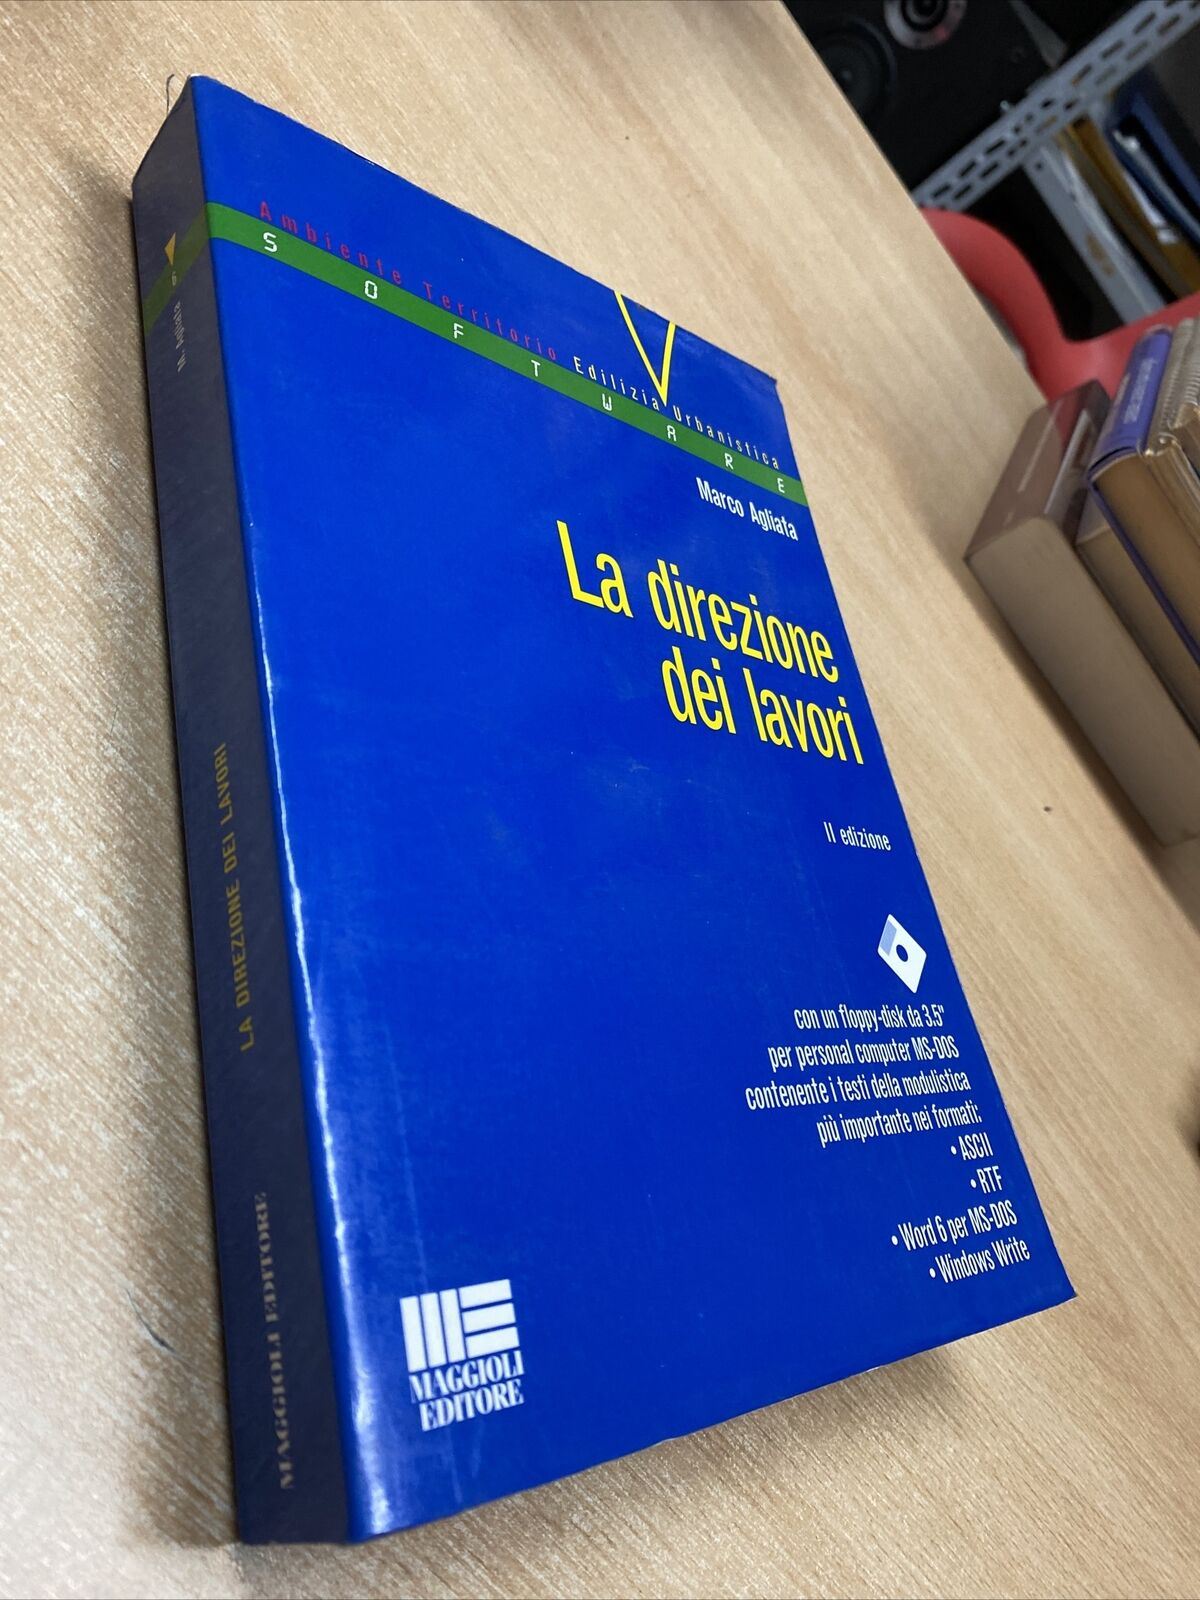 Ambiente Territorio Edilizia Urbanistica
SOFTWARE
Marco Agliata
La direzione
dei lavori
II edizione
con un floppy-disk da 3.5"
per personal computer MS-DOS
contenente i testi della modulistica
più importante nei formati:
• ASCII
• RTF
• Word 6 per MS-DOS
• Windows Write
MAGGIOLI
EDITORE
6
M. Agliata
LA DIREZIONE DEI LAVORI
MAGGIOLI EDITORE